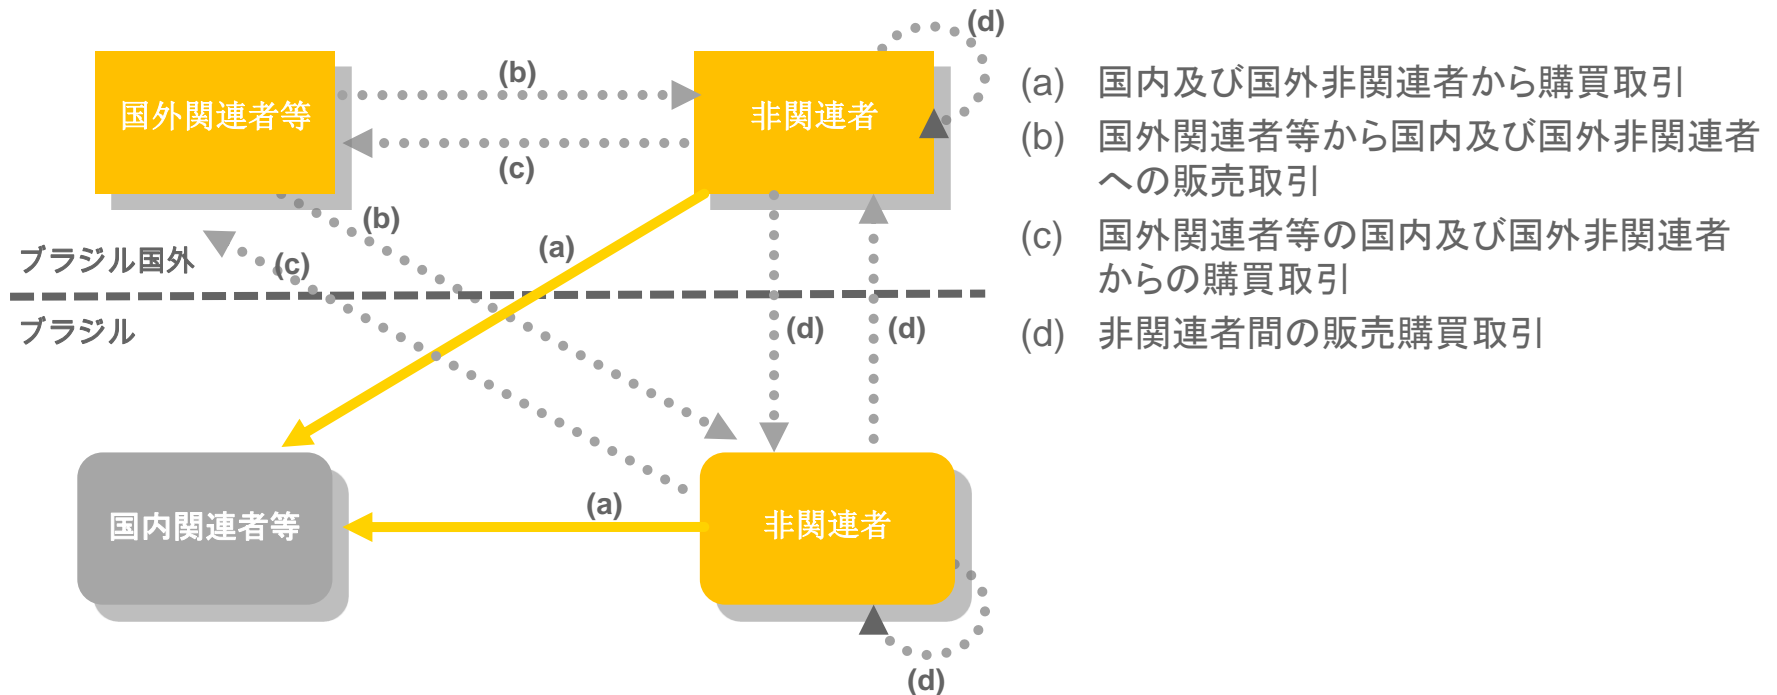 (d)
(b)
国外関連者等
非関連者
(c)
(b)
(a)
(c)
ブラジル国外
ブラジル
(d)
(d)
国内関連者等
(a)
非関連者
(d)
(a) 国内及び国外非関連者から購買取引
(b) 国外関連者等から国内及び国外非関連者
への販売取引
(c) 国外関連者等の国内及び国外非関連者
からの購買取引
(d) 非関連者間の販売購買取引